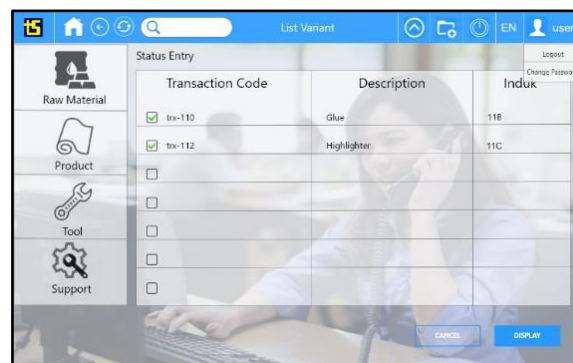 List Variant
EN
user
Logout
Change Passwo
Status Entry
Raw Material
Product
Tool
Support
Transaction Code Description Induk
trx-110 Glue 11B
trx-112 Highlighter 11C
CANCEL DISPLAY